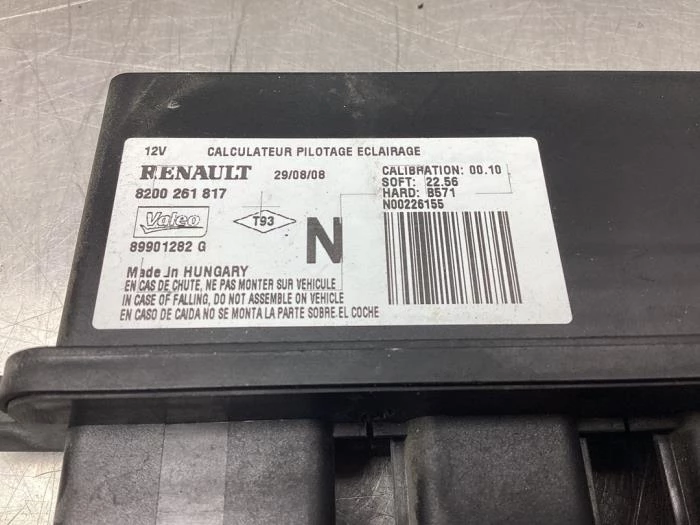 12V CALCULATEUR PILOTAGE ECLAIRAGE
RENAULT 29/08/08 CALIBRATION: 00.10
8200 261 817 SOFT: 22.56
HARD: B571
N00226155
Valeo T93 N
89901282 G
Made In HUNGARY
EN CAS DE CHUTE, NE PAS MONTER SUR VEHICULE
IN CASE OF FALLING, DO NOT ASSEMBLE ON VEHICLE
EN CASO DE CAIDA NO SE MONTA LA PARTE SOBRE EL COCHE